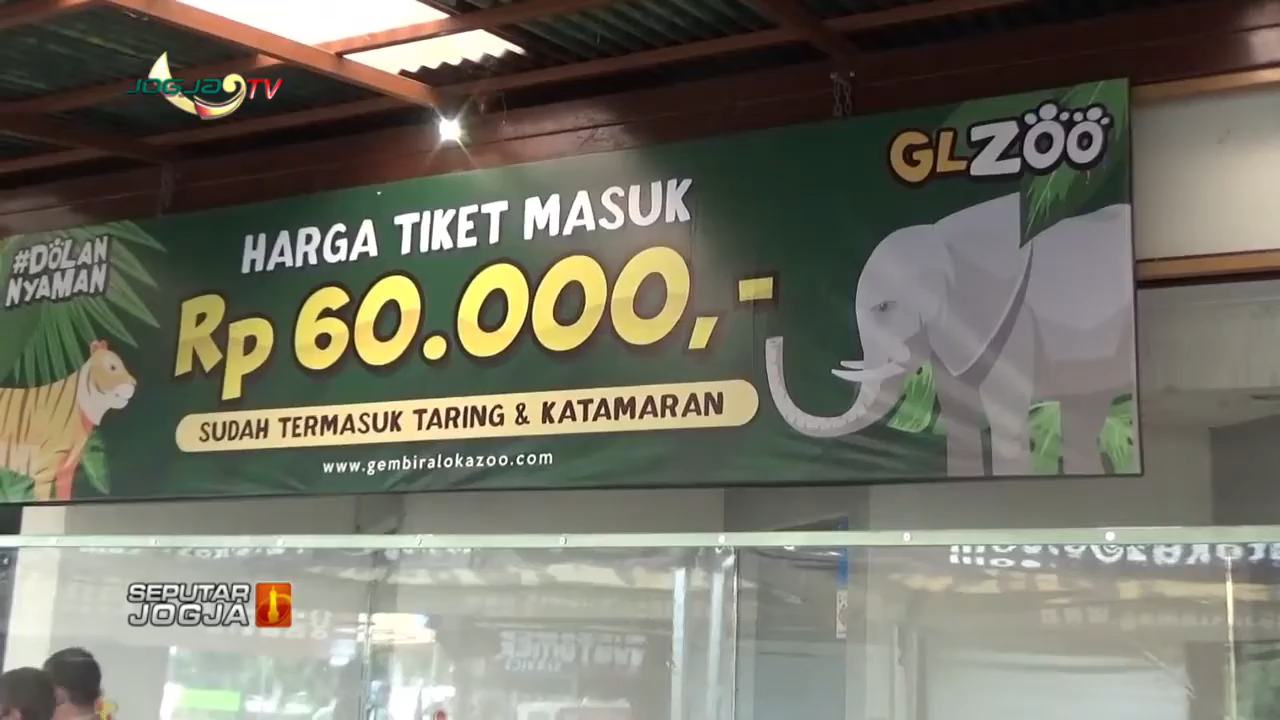 JOGJA TV
GLZOO
#DOLAN
NYAMAN
HARGA TIKET MASUK
Rp 60.000,-
SUDAH TERMASUK TARING & KATAMARAN
www.gembiralokazoo.com
SEPUTAR
JOGJA